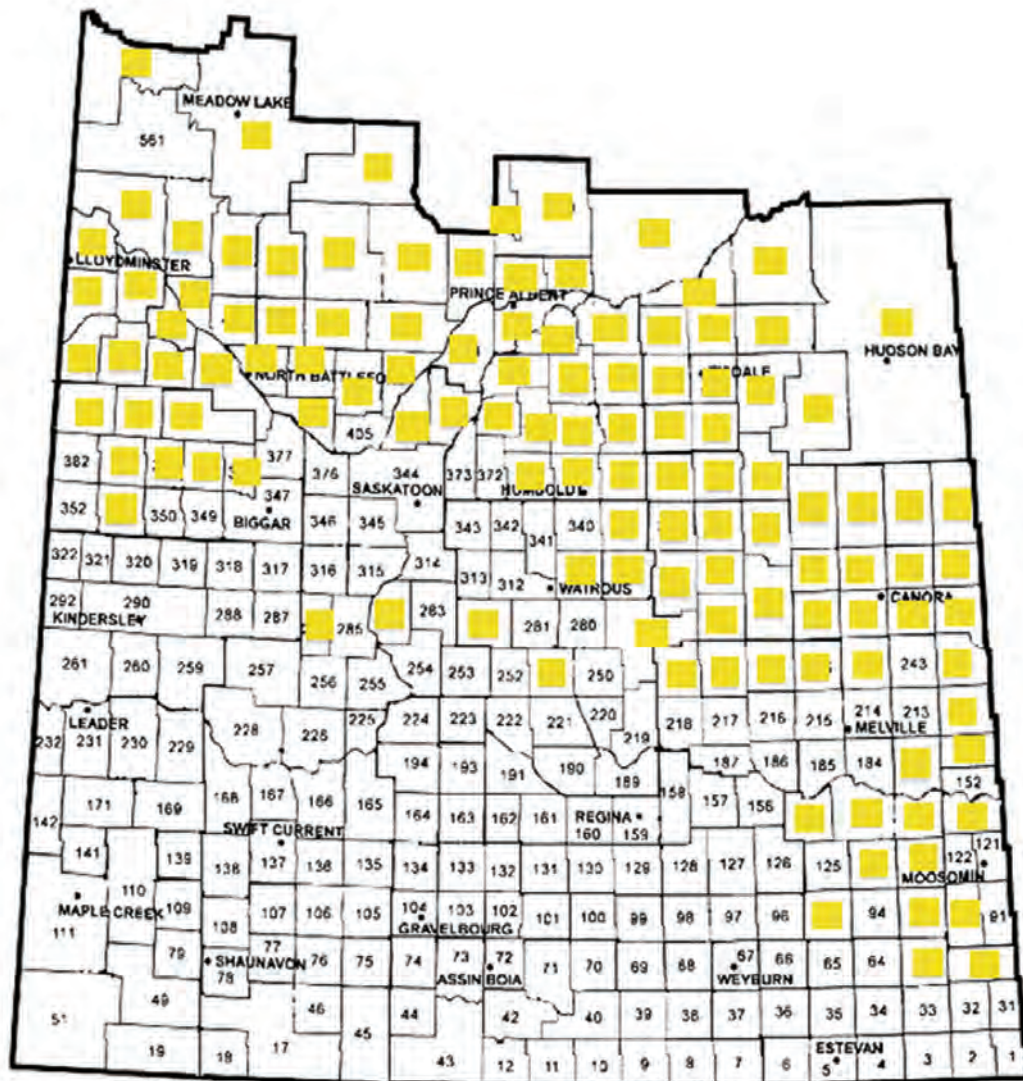 MEADOW LAKE
561
LLOYDMINSTER
PRINCE ALBERT
HUDSON BAY
NORTH BATTLEFO
405
382 377 376 344 373 372
SASKATOON HUMBOLDT
352 350 349 347 346 345 343 342 341 340
BIGGAR
322 321 320 319 318 317 316 315 314 313 312
WATROUS
292 290 288 287 285 283 281 280
KINDERSLEY CANORA
261 260 259 257 256 255 254 253 252 250 243
LEADER
232 231 230 229 228 226 225 224 223 222 221 220 219 218 217 216 215 214 213
MELVILLE
194 193 191 190 189 187 186 185 184 152
171 169 168 167 166 165 164 163 162 161 158 157 156
REGINA
160 159
SWIFT CURRENT
142 141 139 138 137 136 135 134 133 132 131 130 129 128 127 126 125 122 121
MOOSOMIN
MAPLE CREEK
111 110 109 108 107 106 105 104 103 102 101 100 99 98 97 96 94 91
GRAVELBOURG
79 78 77 76 75 74 73 72 71 70 69 68 67 66 65 64
SHAUNAVON ASSINIBOIA WEYBURN
51 49 46 45 44 42 40 39 38 37 36 35 34 33 32 31
ESTEVAN
19 18 17 43 12 11 10 9 8 7 6 5 4 3 2 1